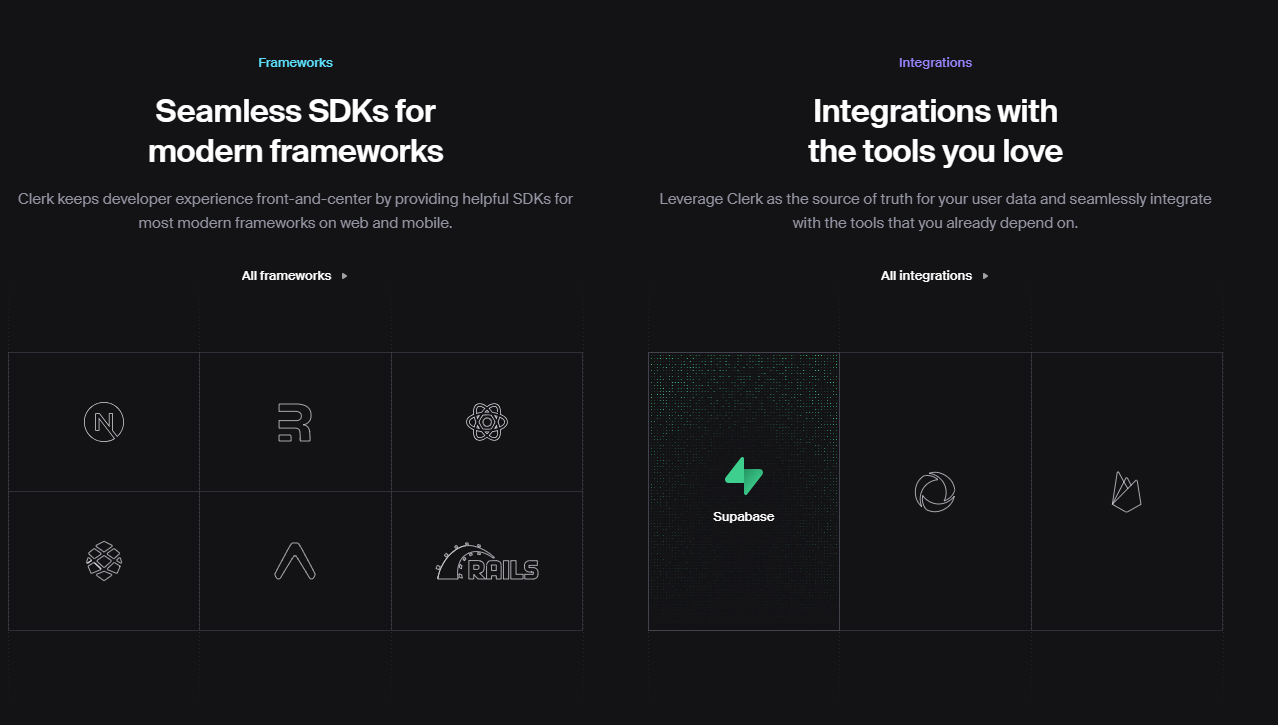 Frameworks
Seamless SDKs for
modern frameworks
Clerk keeps developer experience front-and-center by providing helpful SDKs for
most modern frameworks on web and mobile.
All frameworks
N
R
RAILS
Integrations
Integrations with
the tools you love
Leverage Clerk as the source of truth for your user data and seamlessly integrate
with the tools that you already depend on.
All integrations
Supabase